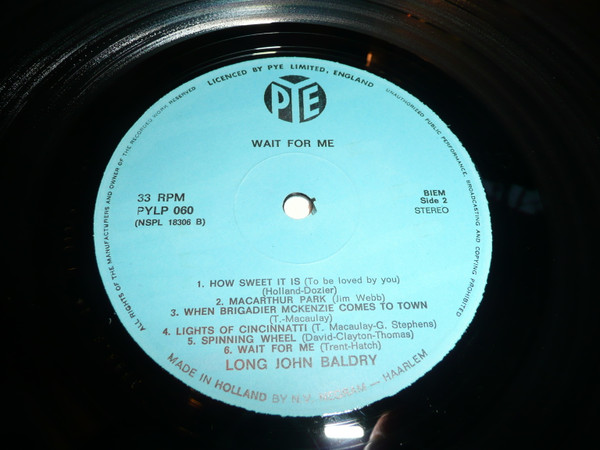 LICENCED BY PYE LIMITED, ENGLAND
UNAUTHORIZED PUBLIC PERFORMANCE, BROADCASTING AND COPYING PROHIBITED
ALL RIGHTS OF THE MANUFACTURERS AND OWNER OF THE RECORDED WORK RESERVED
PYE
WAIT FOR ME
33 RPM
PYLP 060
(NSPL 18306 B)
BIEM
Side 2
STEREO
1. HOW SWEET IT IS (To be loved by you)
(Holland-Dozier)
2. MACARTHUR PARK (Jim Webb)
3. WHEN BRIGADIER MCKENZIE COMES TO TOWN
(T.-Macaulay)
4. LIGHTS OF CINCINNATTI (T. Macaulay-G. Stephens)
5. SPINNING WHEEL (David-Clayton-Thomas)
6. WAIT FOR ME (Trent-Hatch)
LONG JOHN BALDRY
MADE IN HOLLAND BY N.V. — HAARLEM